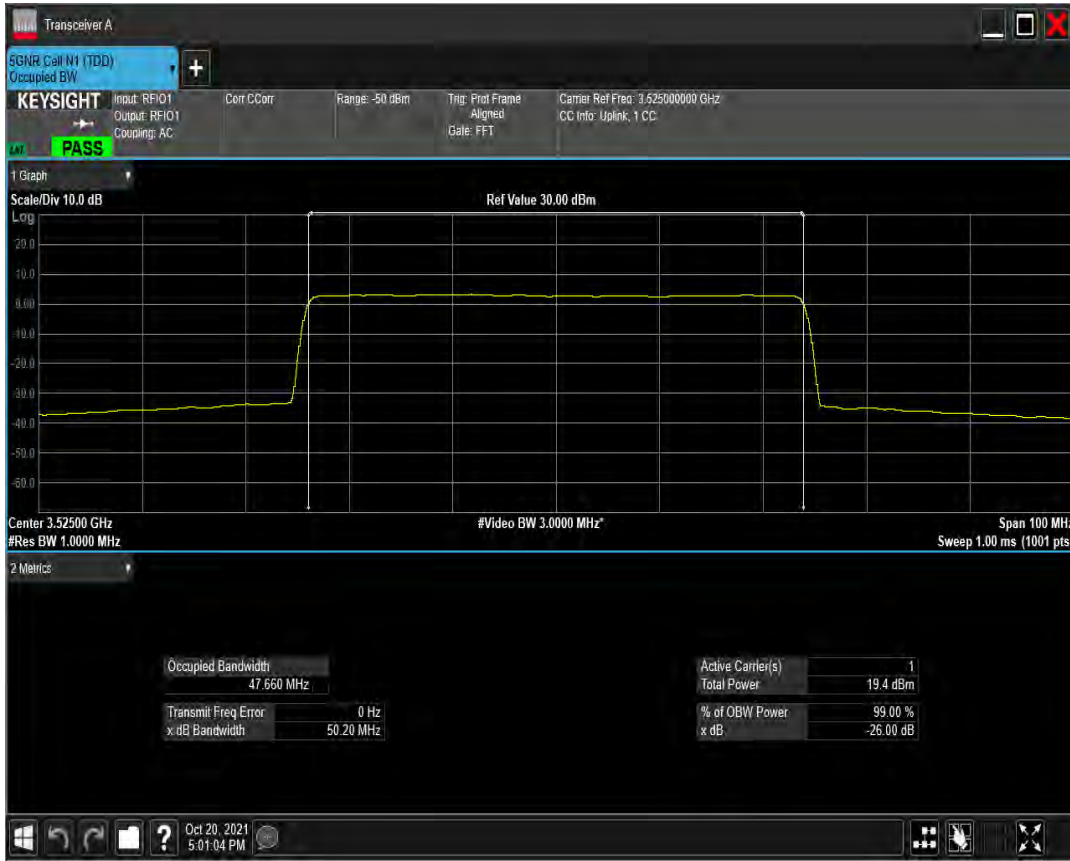 Transceiver A
5GNR Cell N1 (TDD)
Occupied BW
+
KEYSIGHT
Input: RFIO1
Output: RFIO1
Coupling: AC
Corr CCorr
Range: -50 dBm
Trig: Prot Frame
Aligned
Gate: FFT
Carrier Ref Freq: 3.525000000 GHz
CC Info: Uplink, 1 CC
PASS
1 Graph
Scale/Div 10.0 dB
Ref Value 30.00 dBm
Log
20.0
10.0
0.00
-10.0
-20.0
-30.0
-40.0
-50.0
-60.0
Center 3.52500 GHz
#Video BW 3.0000 MHz*
Span 100 MHz
#Res BW 1.0000 MHz
Sweep 1.00 ms (1001 pts
2 Metrics
Occupied Bandwidth
47.660 MHz
Transmit Freq Error 0 Hz
x dB Bandwidth 50.20 MHz
Active Carrier(s) 1
Total Power 19.4 dBm
% of OBW Power 99.00 %
x dB -26.00 dB
?
Oct 20, 2021
5:01:04 PM